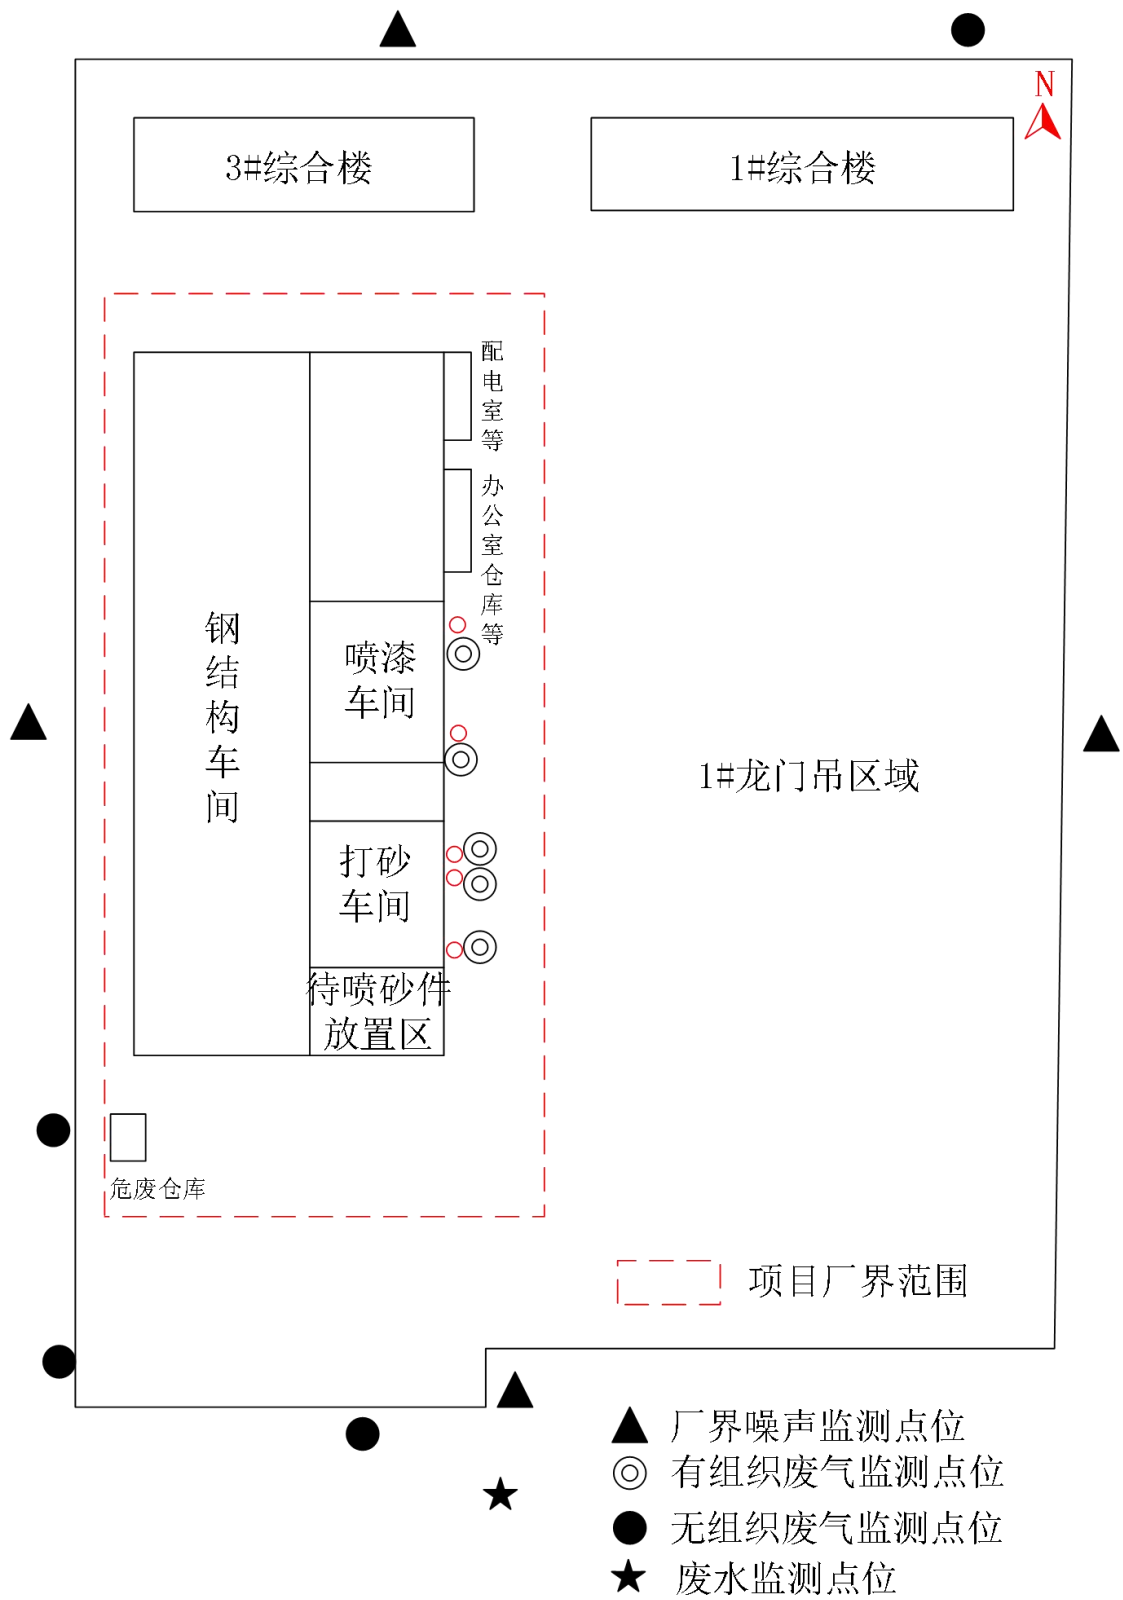 N
3#综合楼
1#综合楼
配电室等
办公室仓库等
钢结构车间
喷漆
车间
1#龙门吊区域
打砂
车间
待喷砂件
放置区
危废仓库
项目厂界范围
厂界噪声监测点位
有组织废气监测点位
无组织废气监测点位
废水监测点位